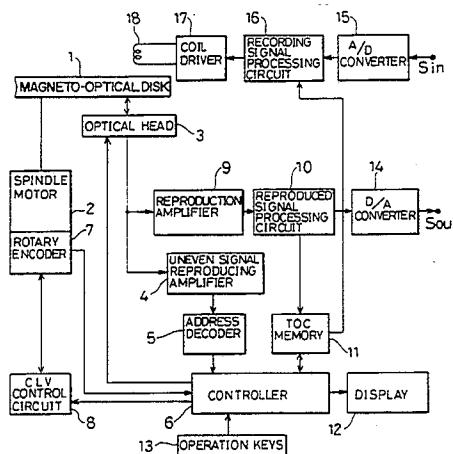 18
17
16
15
COIL
DRIVER
RECORDING
SIGNAL
PROCESSING
CIRCUIT
A/D
CONVERTER
Sin
1
MAGNETO-OPTICAL DISK
OPTICAL HEAD
3
9
10
14
SPINDLE
MOTOR
2
7
ROTARY
ENCODER
REPRODUCTION
AMPLIFIER
REPRODUCED
SIGNAL
PROCESSING
CIRCUIT
D/A
CONVERTER
Sou
UNEVEN SIGNAL
REPRODUCING
AMPLIFIER
4
5
ADDRESS
DECODER
TOC
MEMORY
11
CLV
CONTROL
CIRCUIT
8
CONTROLLER
6
DISPLAY
12
13
OPERATION KEYS